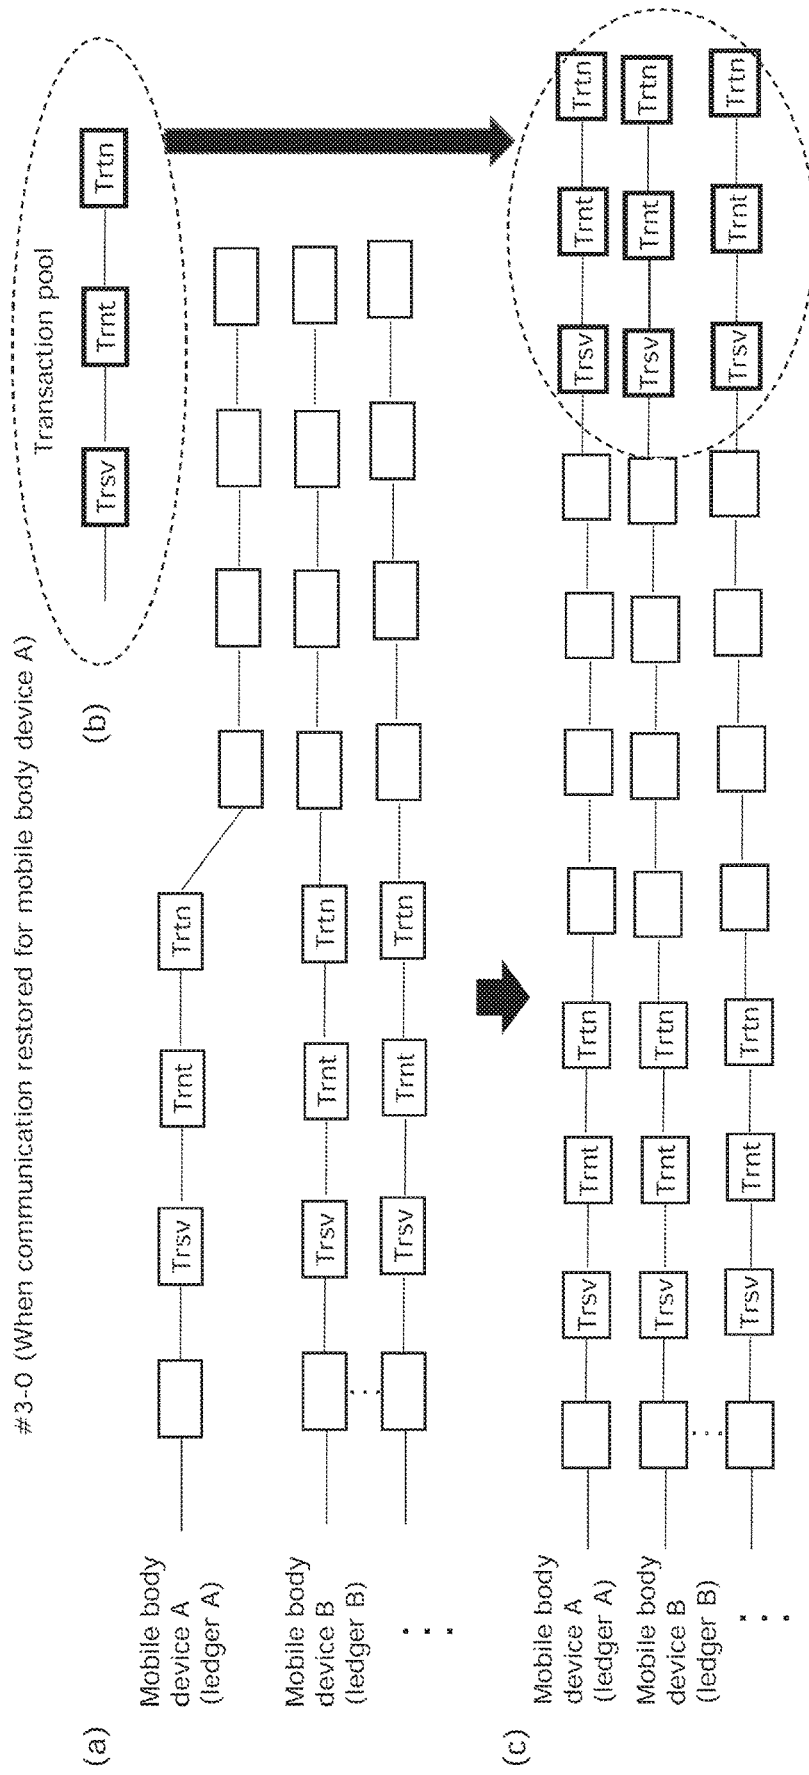 #3-0 (When communication restored for mobile body device A)
(a)
Mobile body
device A
(ledger A)
Trsv
Trnt
Trtn
Mobile body
device B
(ledger B)
Trsv
Trnt
Trtn
...
...
Trsv
Trnt
Trtn
(b)
Transaction pool
Trsv
Trnt
Trtn
(c)
Mobile body
device A
(ledger A)
Trsv
Trnt
Trtn
Trsv
Trnt
Trtn
Mobile body
device B
(ledger B)
Trsv
Trnt
Trtn
Trsv
Trnt
Trtn
...
...
Trsv
Trnt
Trtn
Trsv
Trnt
Trtn